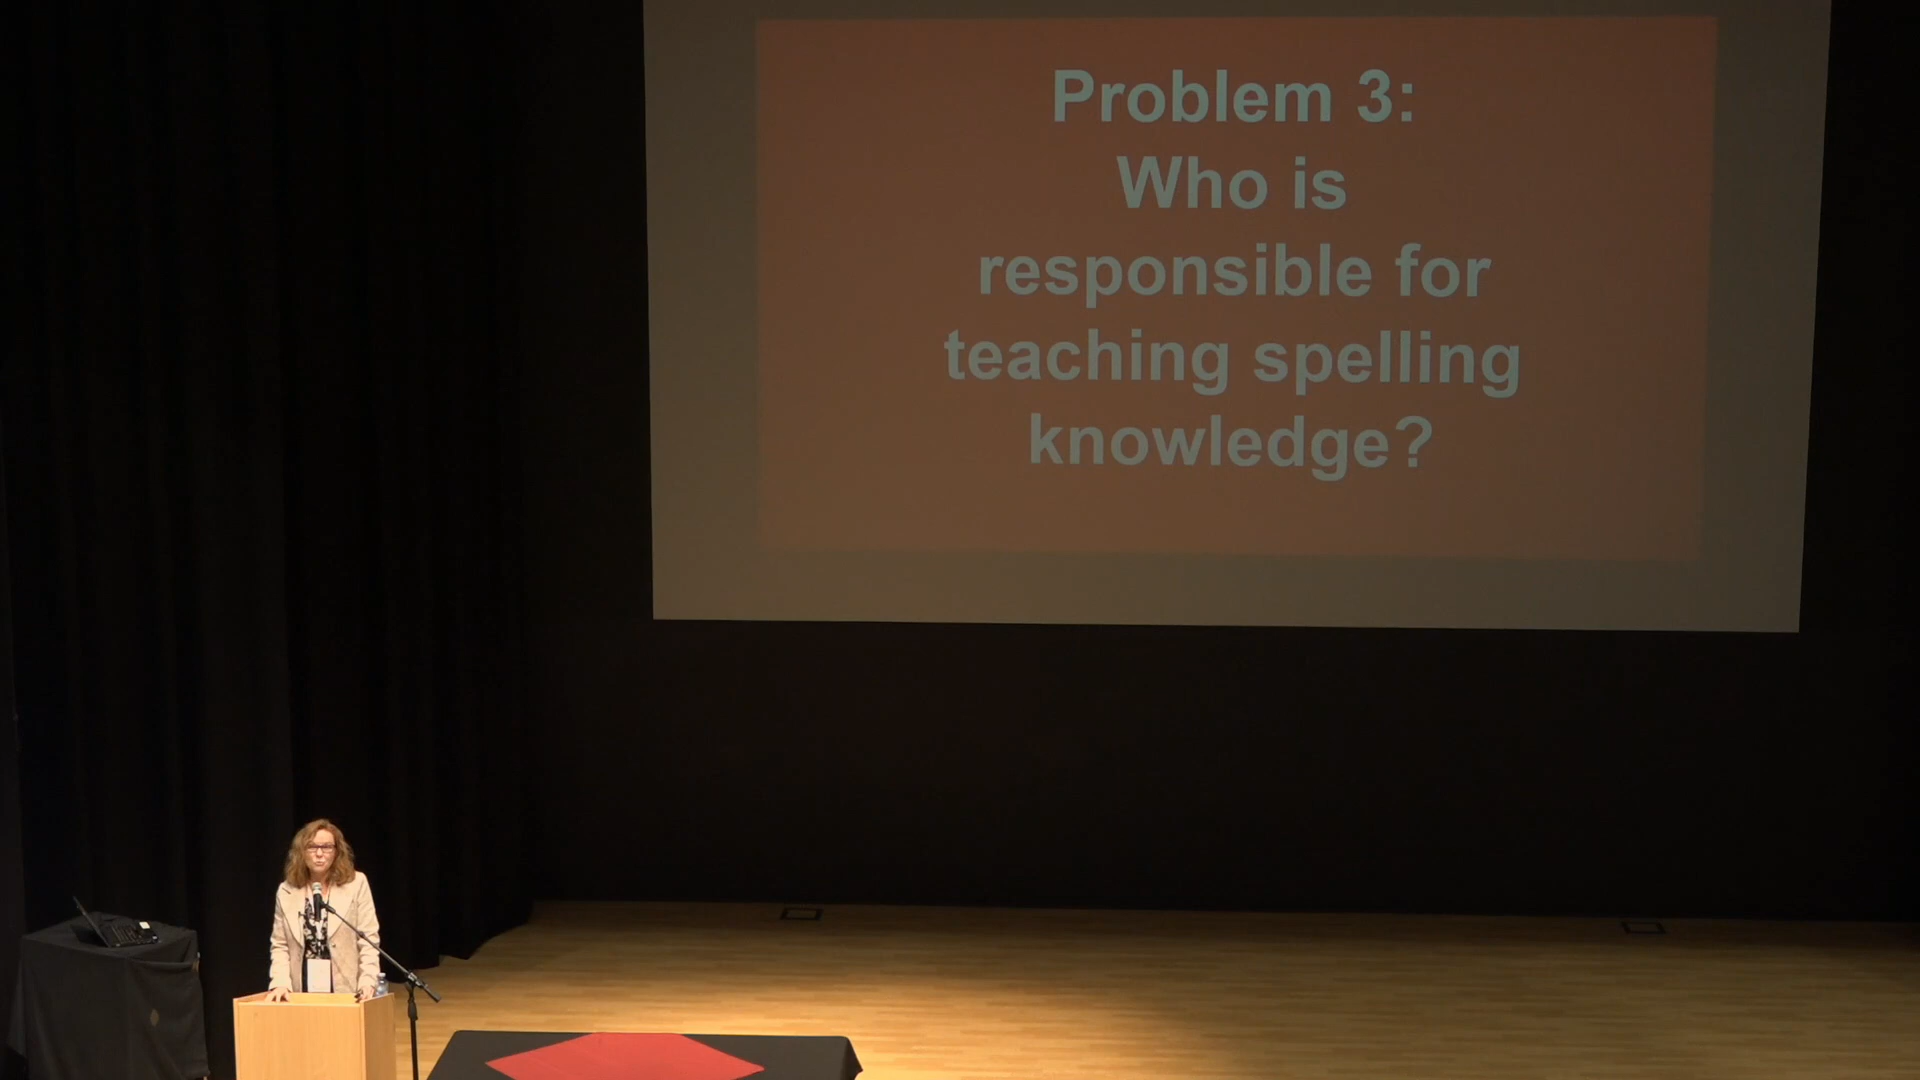 Problem 3:
Who is
responsible for
teaching spelling
knowledge?